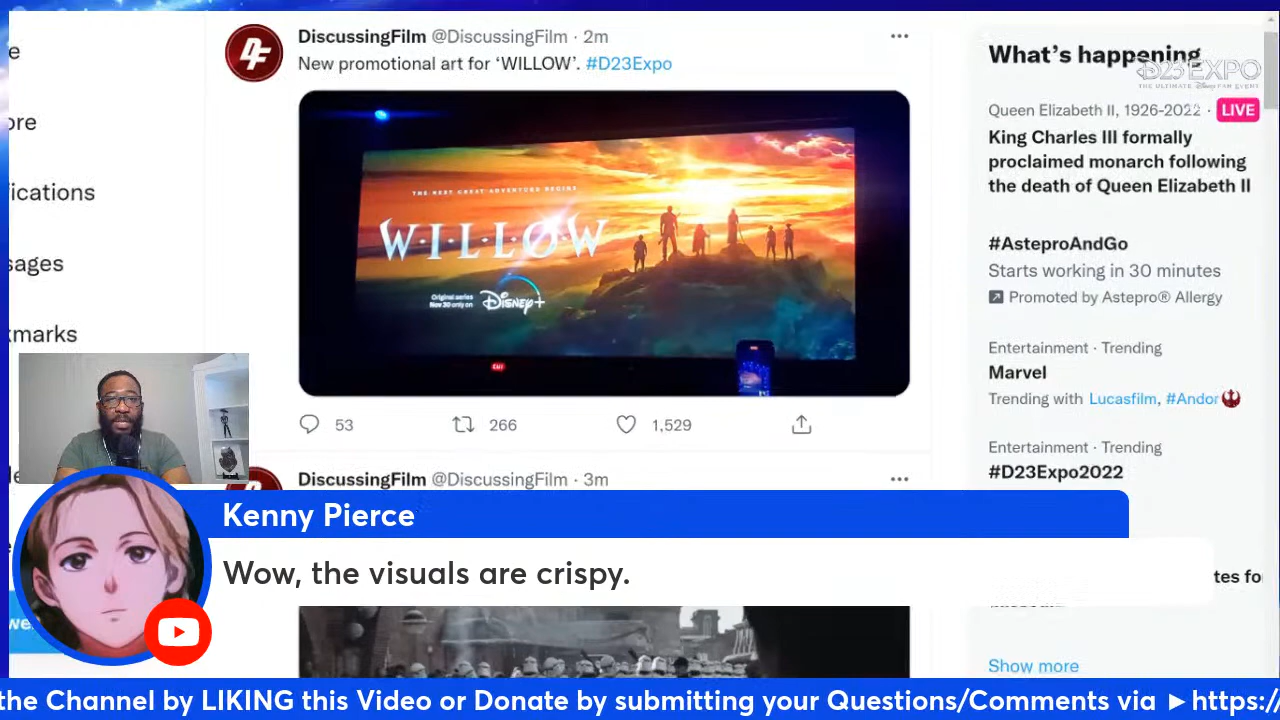 DiscussingFilm @DiscussingFilm · 2m
New promotional art for ‘WILLOW’. #D23Expo
THE NEXT GREAT ADVENTURE BEGINS
WILLOW
Original series
Nov 30 only on
Disney+
EXIT
53 266 1,529
DiscussingFilm @DiscussingFilm · 3m
What’s happening
D23 EXPO
THE ULTIMATE Disney FAN EVENT
Queen Elizabeth II, 1926-2022 · LIVE
King Charles III formally
proclaimed monarch following
the death of Queen Elizabeth II
#AsteproAndGo
Starts working in 30 minutes
Promoted by Astepro® Allergy
Entertainment · Trending
Marvel
Trending with Lucasfilm, #Andor
Entertainment · Trending
#D23Expo2022
tes fo
Show more
e
ore
ications
sages
kmarks
Kenny Pierce
Wow, the visuals are crispy.
the Channel by LIKING this Video or Donate by submitting your Questions/Comments via ►https:/